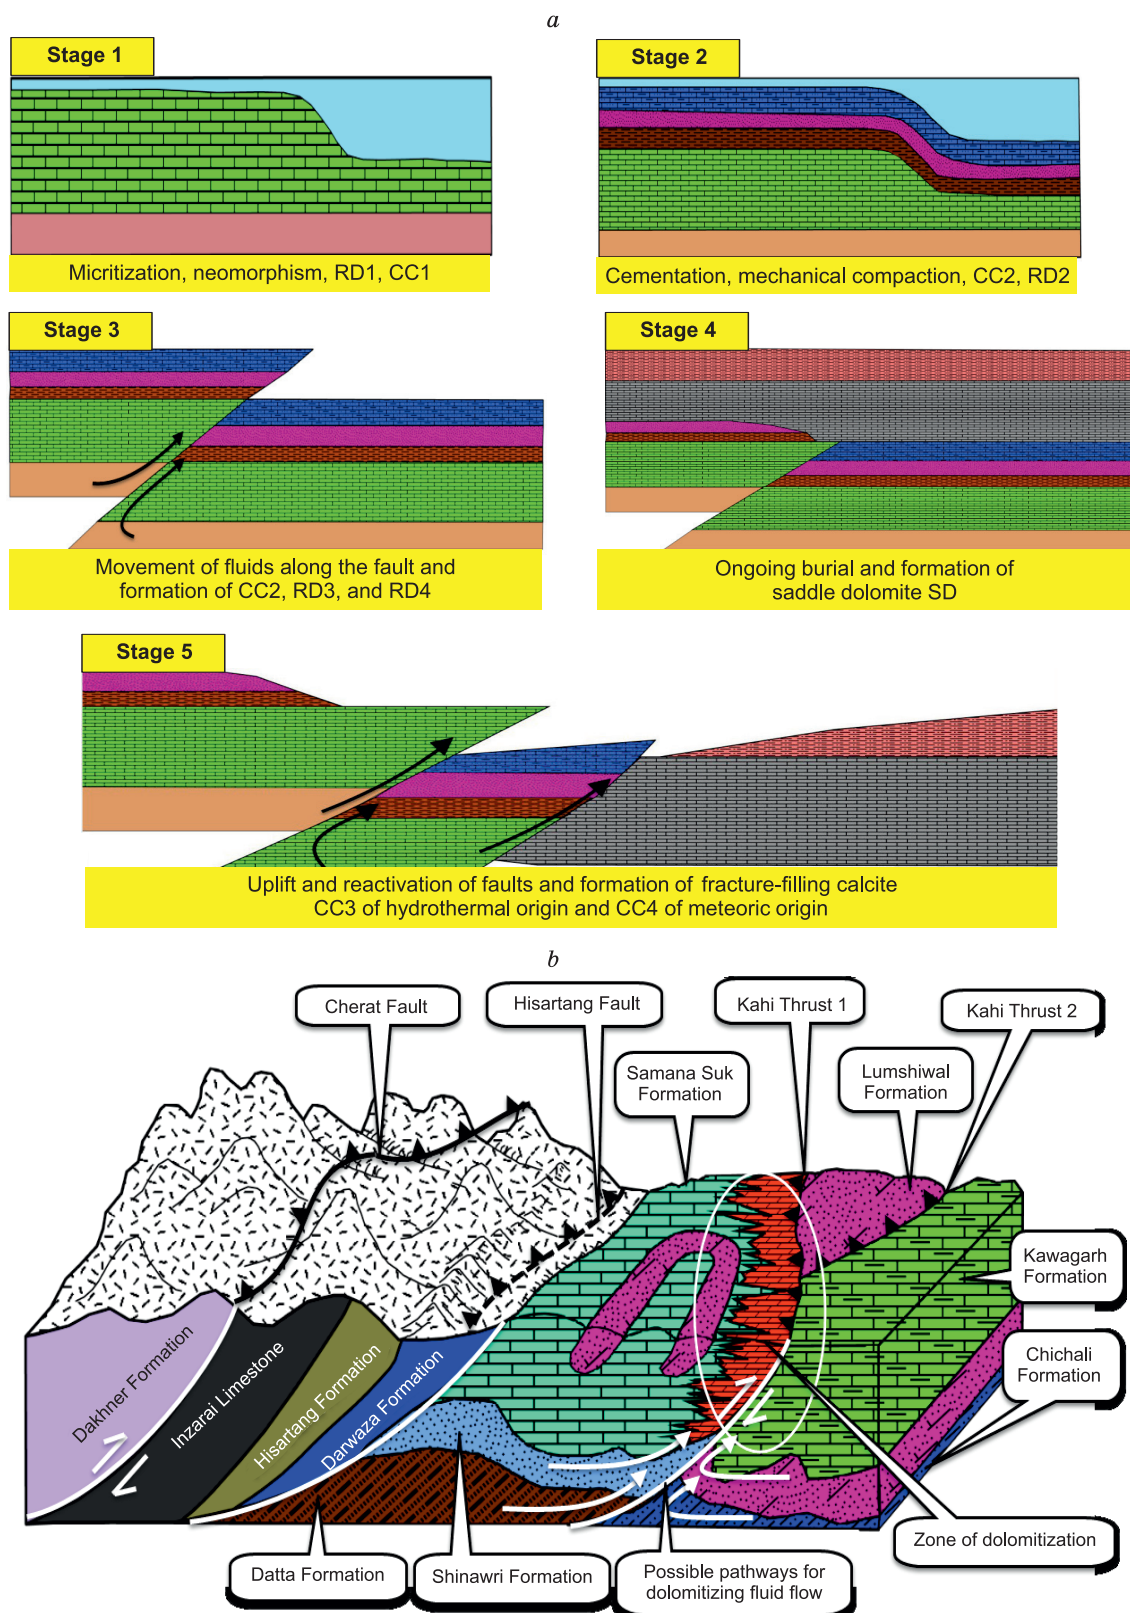 a
Stage 1
Stage 2
Micritization, neomorphism, RD1, CC1
Cementation, mechanical compaction, CC2, RD2
Stage 3
Stage 4
Movement of fluids along the fault and
formation of CC2, RD3, and RD4
Ongoing burial and formation of
saddle dolomite SD
Stage 5
Uplift and reactivation of faults and formation of fracture-filling calcite
CC3 of hydrothermal origin and CC4 of meteoric origin
b
Cherat Fault
Hisartang Fault
Kahi Thrust 1
Kahi Thrust 2
Samana Suk
Formation
Lumshiwal
Formation
Kawagarh
Formation
Chichali
Formation
Dakhner Formation
Inzarai Limestone
Hisartang Formation
Darwaza Formation
Zone of dolomitization
Datta Formation
Shinawri Formation
Possible pathways for
dolomitizing fluid flow